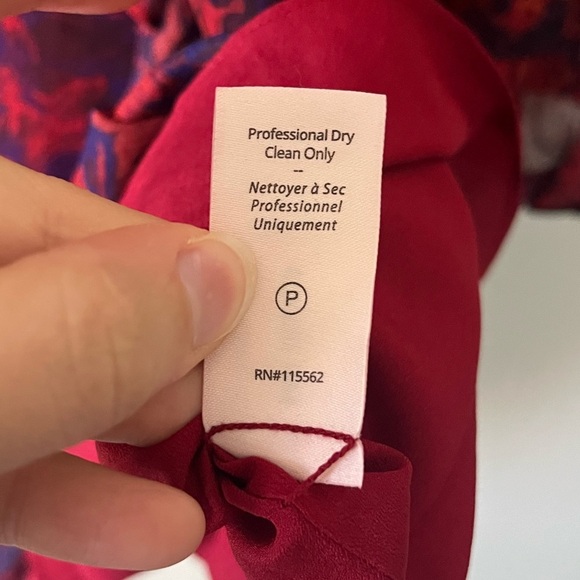 Professional Dry
Clean Only
--
Nettoyer à Sec
Professionnel
Uniquement
P
RN#115562